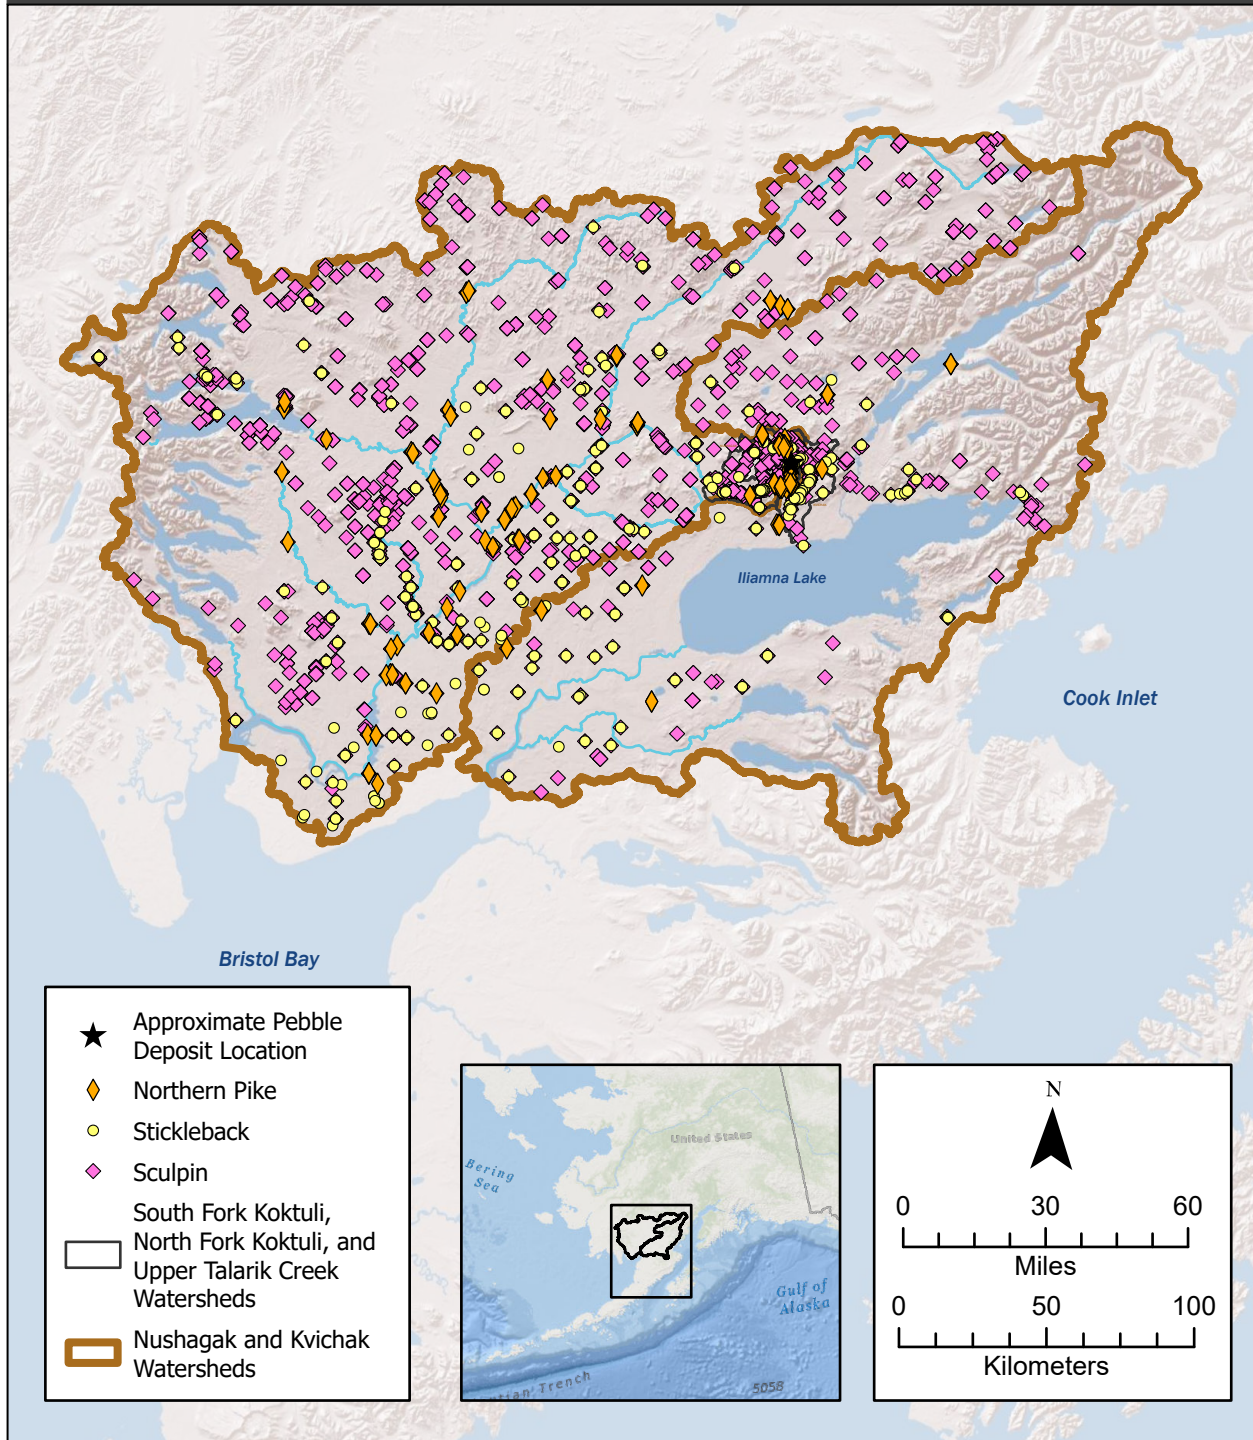 Iliamna Lake
Cook Inlet
Bristol Bay
Approximate Pebble
Deposit Location
Northern Pike
Stickleback
Sculpin
South Fork Koktuli,
North Fork Koktuli, and
Upper Talarik Creek
Watersheds
Nushagak and Kvichak
Watersheds
United States
Bering
Sea
Gulf of
Alaska
ntian Trench
5058
N
0 30 60
Miles
0 50 100
Kilometers